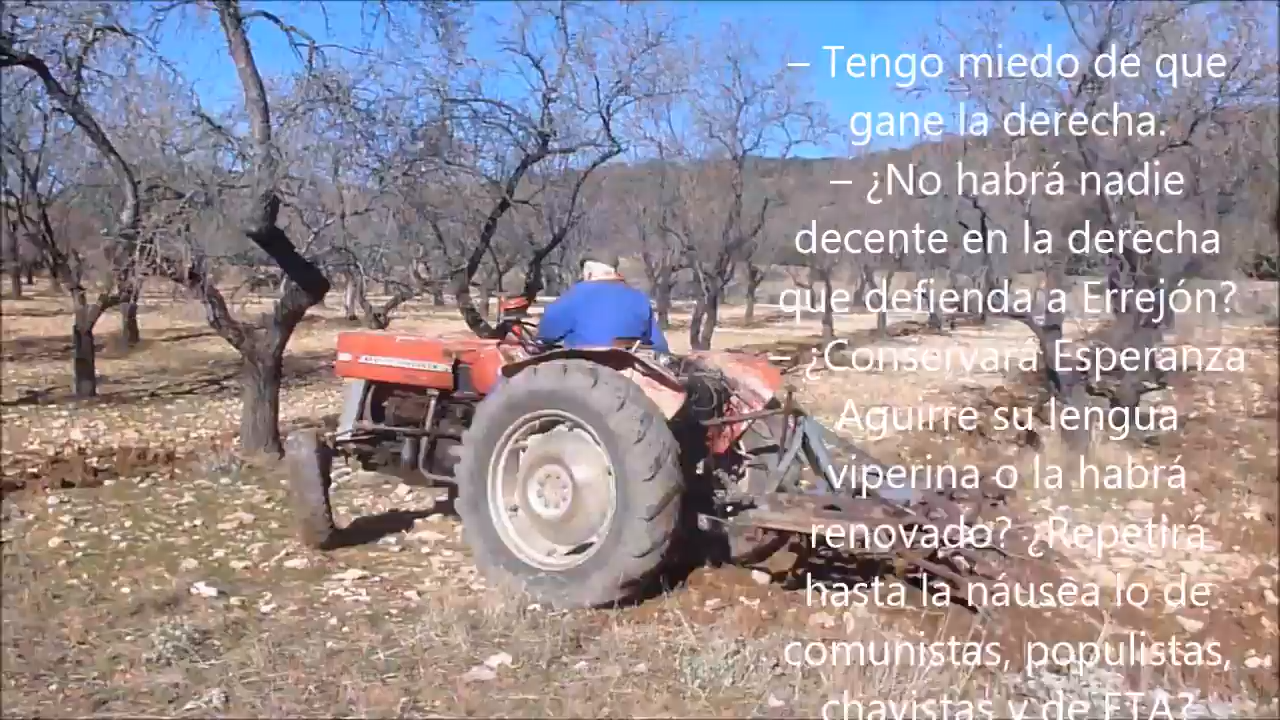 – Tengo miedo de que
gane la derecha.
– ¿No habrá nadie
decente en la derecha
que defienda a Errejón?
– ¿Conservará Esperanza
Aguirre su lengua
viperina o la habrá
renovado? ¿Repetirá
hasta la náusea lo de
comunistas, populistas,
chavistas y de ETA?